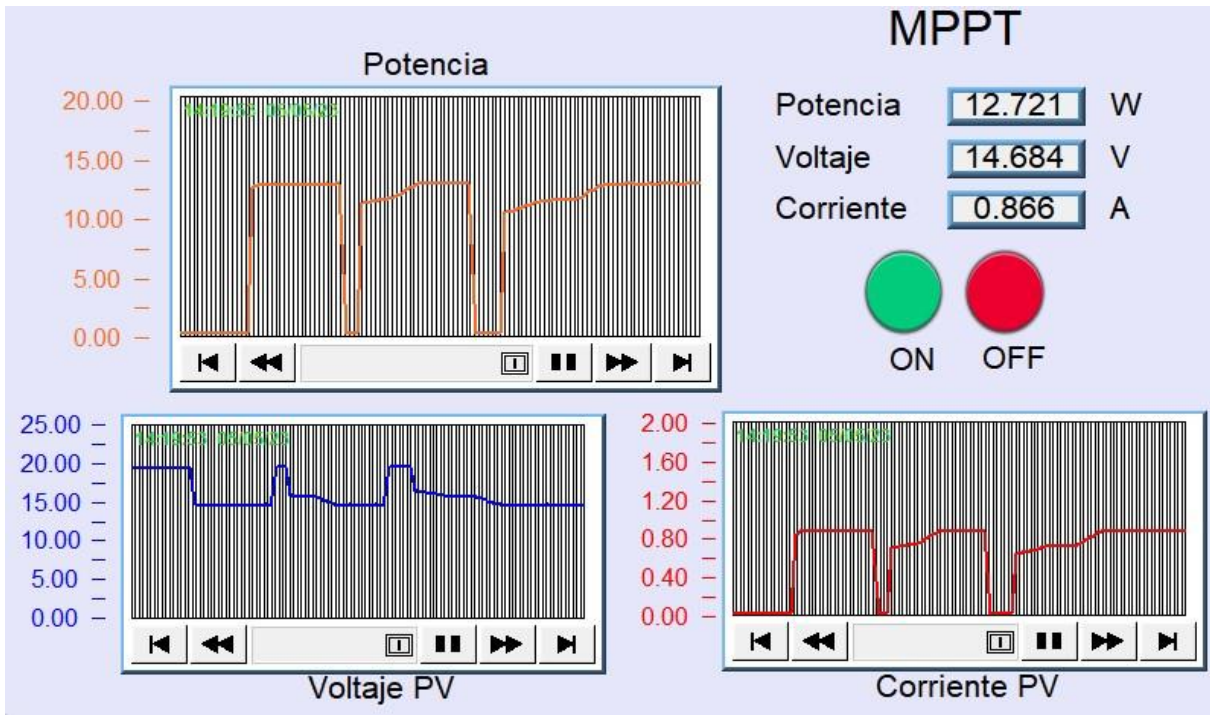 MPPT
Potencia
20.00
15.00
10.00
5.00
0.00
Potencia 12.721 W
Voltaje 14.684 V
Corriente 0.866 A
ON OFF
25.00
20.00
15.00
10.00
5.00
0.00
Voltaje PV
2.00
1.60
1.20
0.80
0.40
0.00
Corriente PV